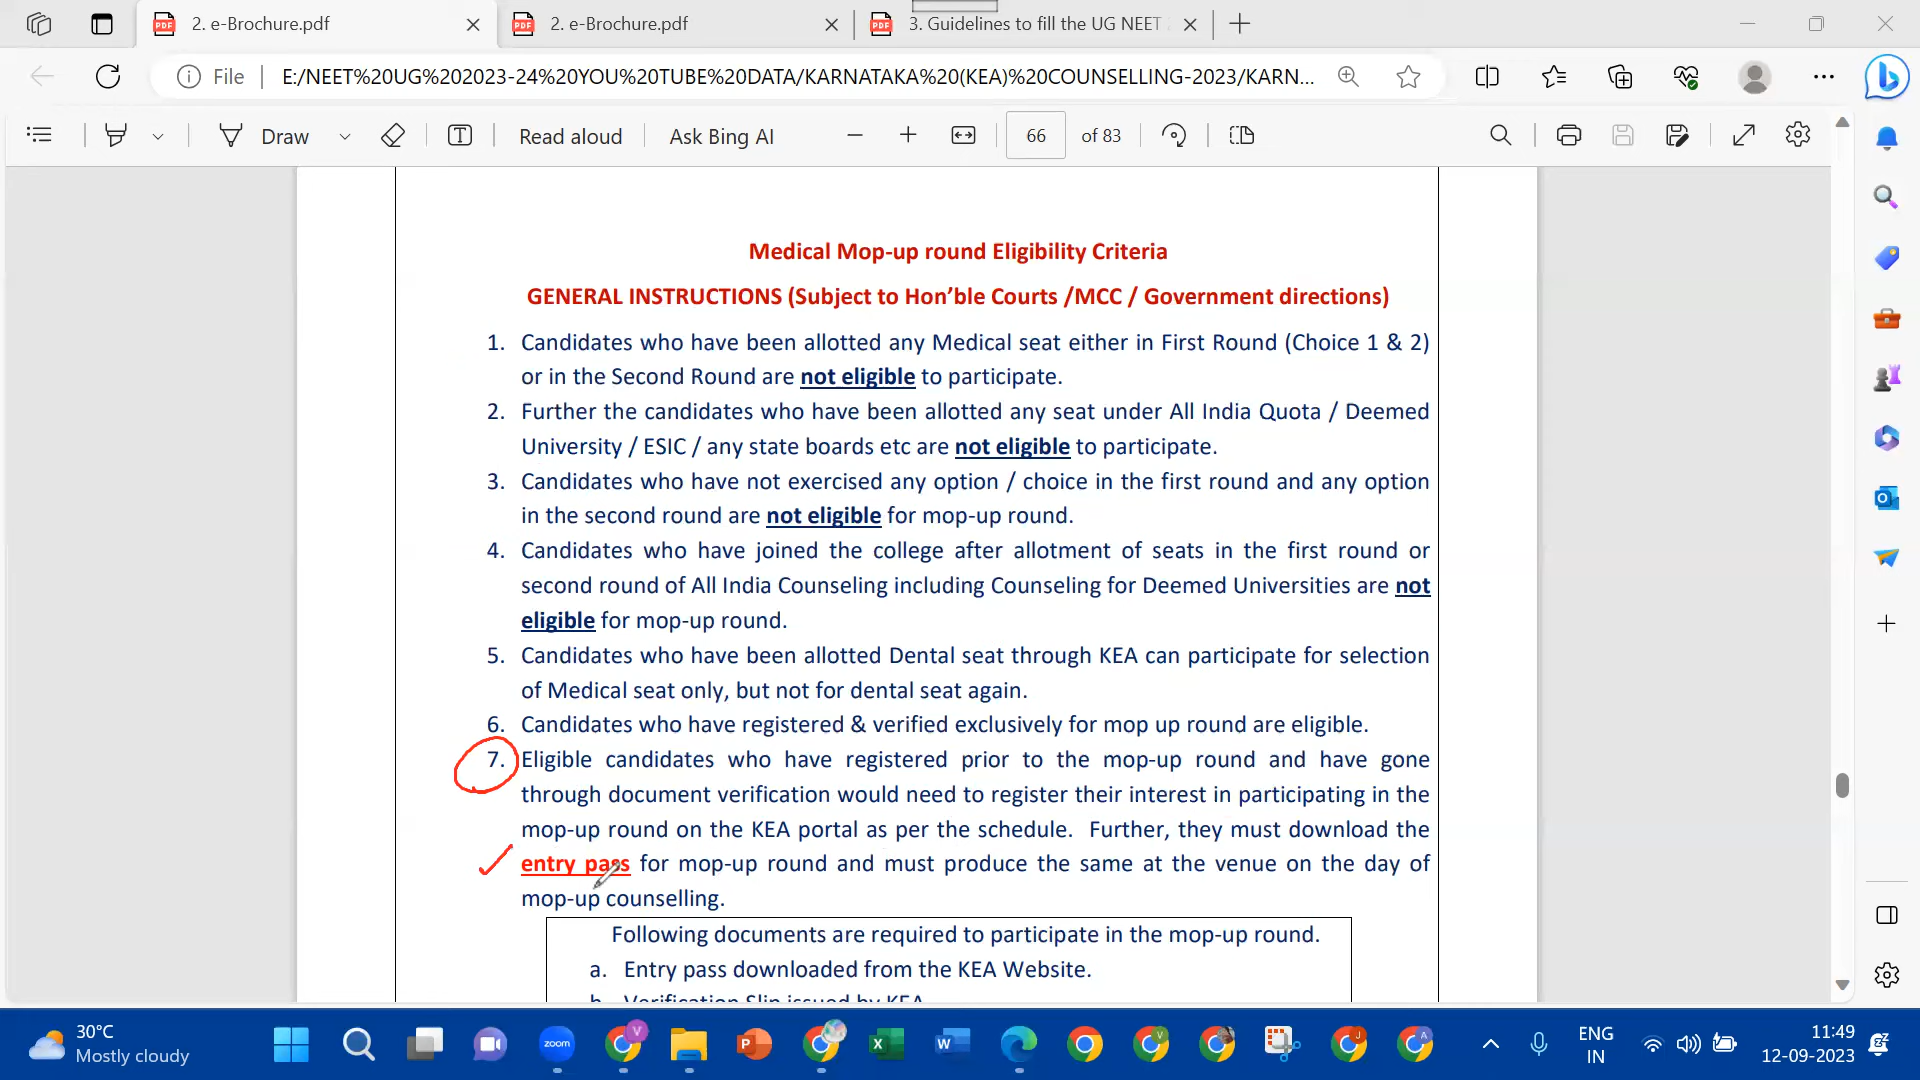 2. e-Brochure.pdf
2. e-Brochure.pdf
3. Guidelines to fill the UG NEET
File
E:/NEET%20UG%202023-24%20YOU%20TUBE%20DATA/KARNATAKA%20(KEA)%20COUNSELLING-2023/KARN...
Draw
Read aloud
Ask Bing AI
66
of 83
Medical Mop-up round Eligibility Criteria
GENERAL INSTRUCTIONS (Subject to Hon'ble Courts /MCC / Government directions)
1. Candidates who have been allotted any Medical seat either in First Round (Choice 1 & 2)
or in the Second Round are not eligible to participate.
2. Further the candidates who have been allotted any seat under All India Quota / Deemed
University / ESIC / any state boards etc are not eligible to participate.
3. Candidates who have not exercised any option / choice in the first round and any option
in the second round are not eligible for mop-up round.
4. Candidates who have joined the college after allotment of seats in the first round or
second round of All India Counseling including Counseling for Deemed Universities are not
eligible for mop-up round.
5. Candidates who have been allotted Dental seat through KEA can participate for selection
of Medical seat only, but not for dental seat again.
6. Candidates who have registered & verified exclusively for mop up round are eligible.
7. Eligible candidates who have registered prior to the mop-up round and have gone
through document verification would need to register their interest in participating in the
mop-up round on the KEA portal as per the schedule. Further, they must download the
entry pass for mop-up round and must produce the same at the venue on the day of
mop-up counselling.
Following documents are required to participate in the mop-up round.
a. Entry pass downloaded from the KEA Website.
b. Verification Slip issued by KEA
30°C
Mostly cloudy
zoom
ENG
IN
11:49
12-09-2023